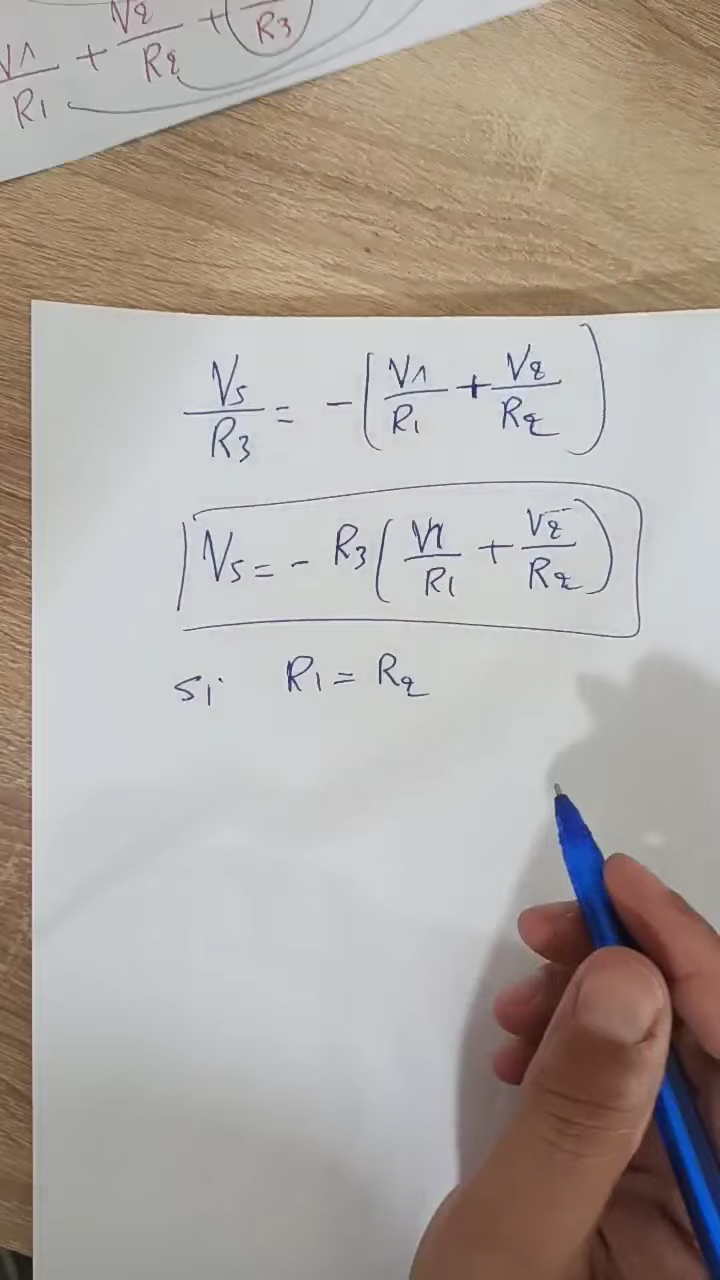 V1/R1 + V2/R2 + /R3
Vs/R3 = -(V1/R1 + V2/R2)
Vs = - R3(V1/R1 + V2/R2)
Si R1 = R2